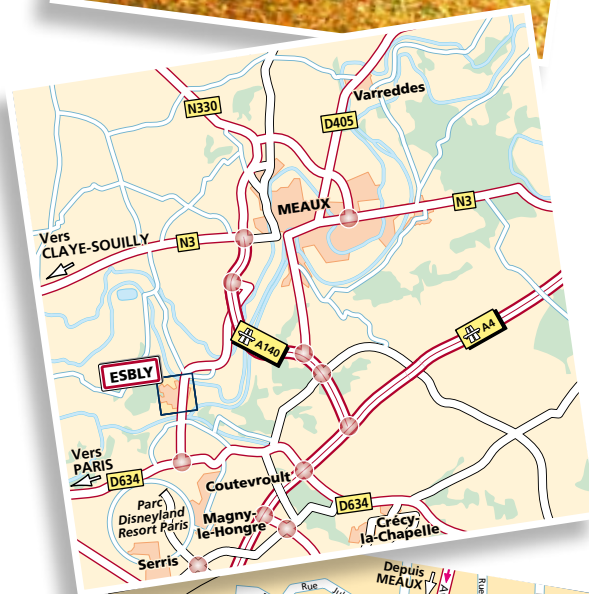 N330
Varreddes
D405
MEAUX
N3
Vers
CLAYE-SOUILLY
N3
A4
A140
ESBLY
Vers
PARIS
D634
Coutevroult
Parc
Disneyland
Resort Paris
D634
Magny-
le-Hongre
Crécy-
la-Chapelle
Serris
Depuis
MEAUX
Rue
Rue